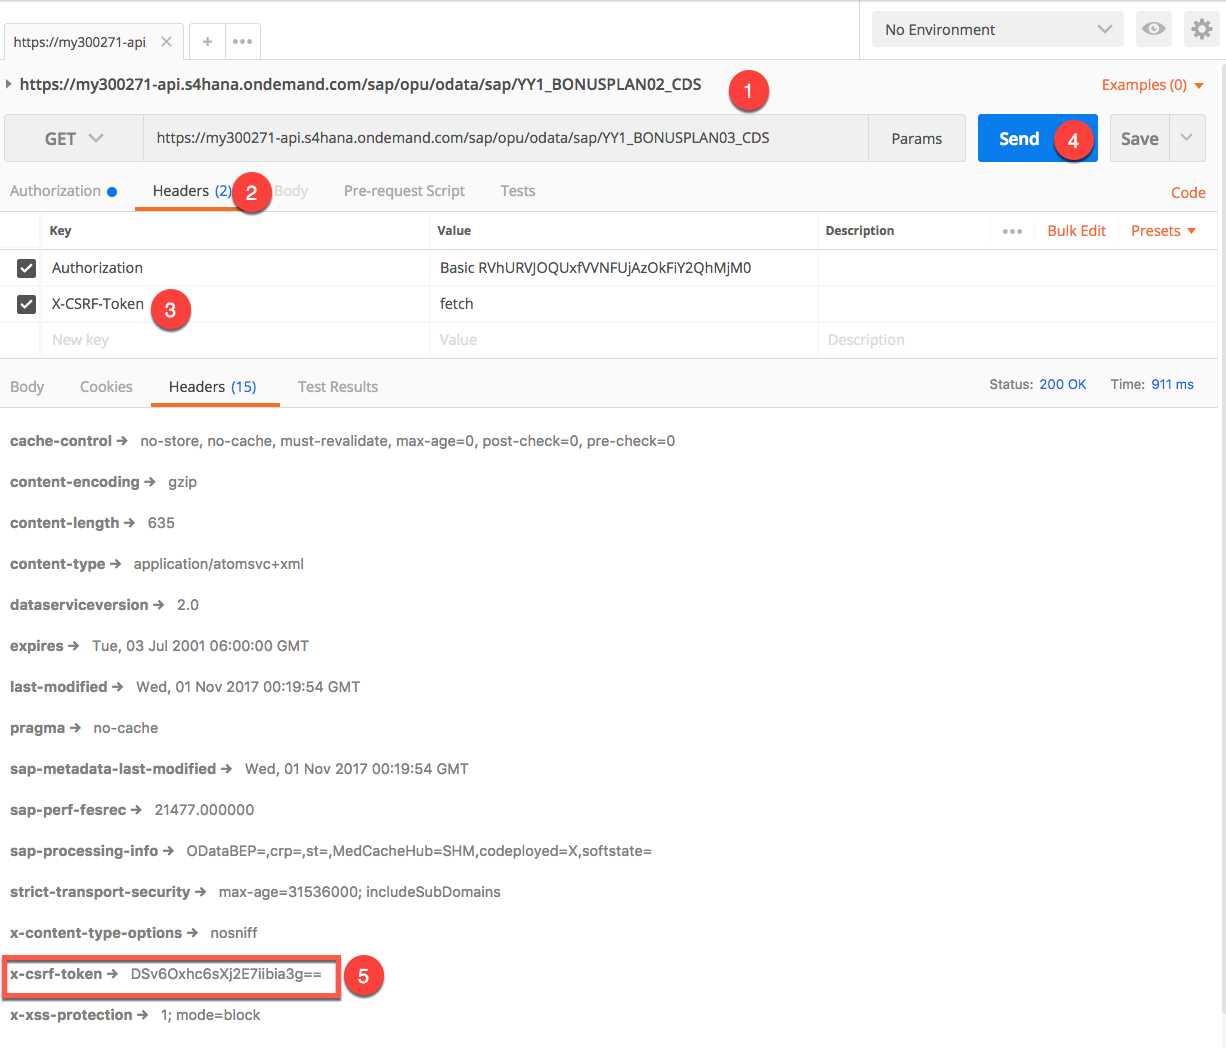 https://my300271-api
No Environment
https://my300271-api.s4hana.ondemand.com/sap/opu/odata/sap/YY1_BONUSPLAN02_CDS
1
Examples (0)
GET
https://my300271-api.s4hana.ondemand.com/sap/opu/odata/sap/YY1_BONUSPLAN03_CDS
Params
Send
4
Save
Authorization
Headers (2)
2
Body
Pre-request Script
Tests
Code
Key
Value
Description
Bulk Edit
Presets
Authorization
Basic RVhURVJOQUxfVVNFUjAzOkFiY2QhMjM0
X-CSRF-Token
3
fetch
New key
Value
Description
Body
Cookies
Headers (15)
Test Results
Status: 200 OK
Time: 911 ms
cache-control → no-store, no-cache, must-revalidate, max-age=0, post-check=0, pre-check=0
content-encoding → gzip
content-length → 635
content-type → application/atomsvc+xml
dataserviceversion → 2.0
expires → Tue, 03 Jul 2001 06:00:00 GMT
last-modified → Wed, 01 Nov 2017 00:19:54 GMT
pragma → no-cache
sap-metadata-last-modified → Wed, 01 Nov 2017 00:19:54 GMT
sap-perf-fesrec → 21477.000000
sap-processing-info → ODataBEP=,crp=,st=,MedCacheHub=SHM,codeployed=X,softstate=
strict-transport-security → max-age=31536000; includeSubDomains
x-content-type-options → nosniff
x-csrf-token → DSv6Oxhc6sXj2E7iibia3g==
5
x-xss-protection → 1; mode=block